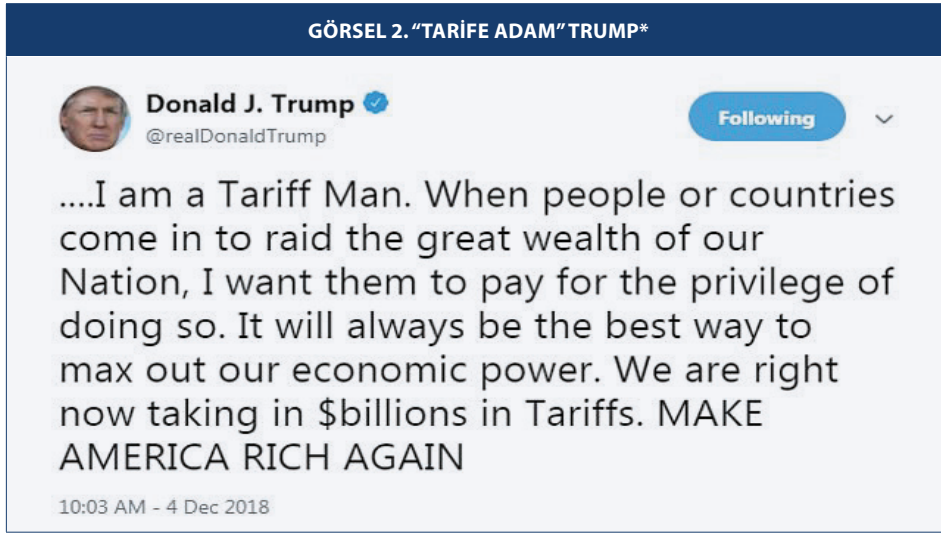 GÖRSEL 2. “TARİFE ADAM” TRUMP*
Donald J. Trump
@realDonaldTrump
Following
....I am a Tariff Man. When people or countries
come in to raid the great wealth of our
Nation, I want them to pay for the privilege of
doing so. It will always be the best way to
max out our economic power. We are right
now taking in $billions in Tariffs. MAKE
AMERICA RICH AGAIN
10:03 AM - 4 Dec 2018